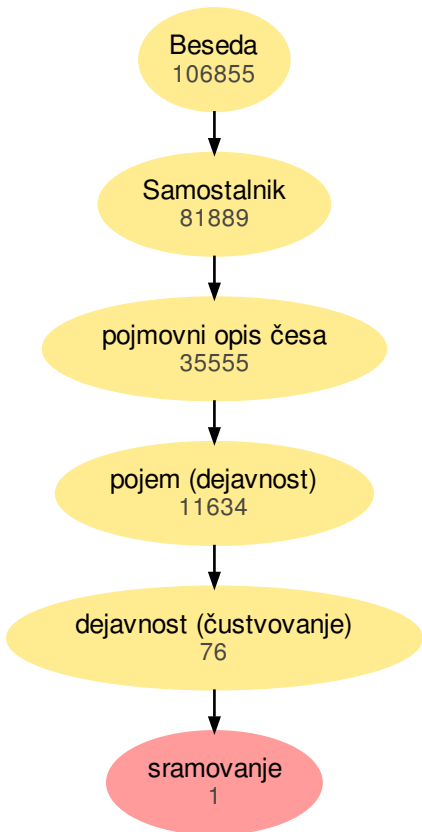 Beseda
106855
Samostalnik
81889
pojmovni opis česa
35555
pojem (dejavnost)
11634
dejavnost (čustvovanje)
76
sramovanje
1